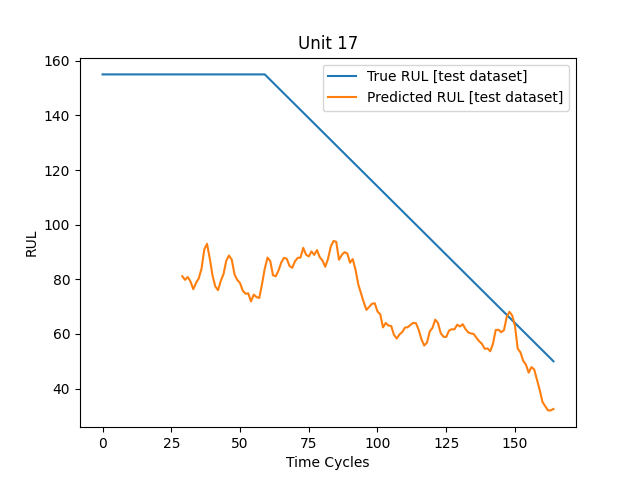 Unit 17
True RUL [test dataset]
Predicted RUL [test dataset]
160
140
120
100
80
60
40
RUL
0 25 50 75 100 125 150
Time Cycles